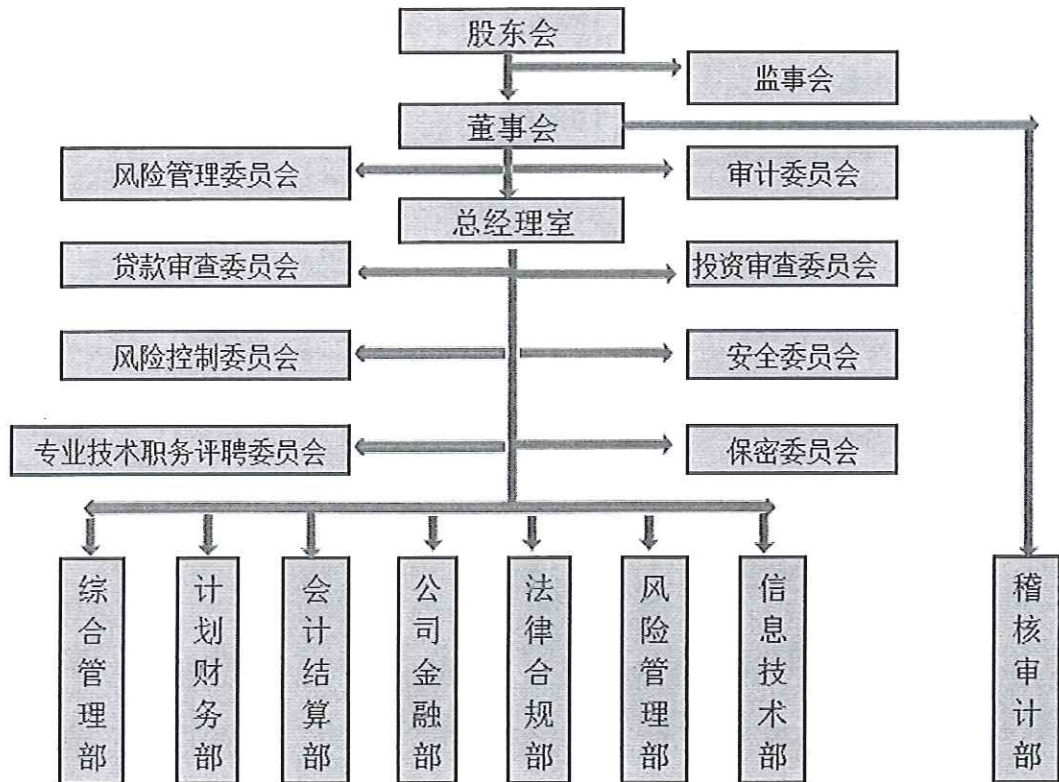 股东会
监事会
董事会
风险管理委员会
审计委员会
总经理室
贷款审查委员会
投资审查委员会
风险控制委员会
安全委员会
专业技术职务评聘委员会
保密委员会
综合管理部
计划财务部
会计结算部
公司金融部
法律合规部
风险管理部
信息技术部
稽核审计部